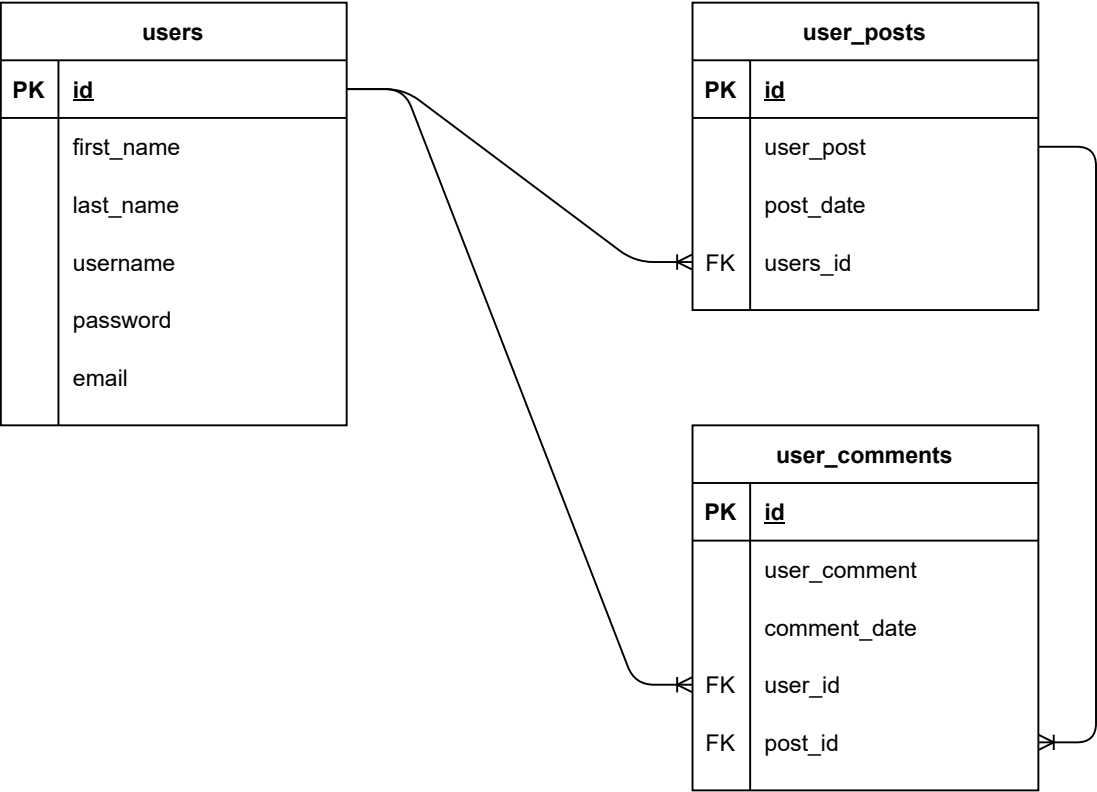 users
PK id
first_name
last_name
username
password
email
user_posts
PK id
user_post
post_date
FK users_id
user_comments
PK id
user_comment
comment_date
FK user_id
FK post_id